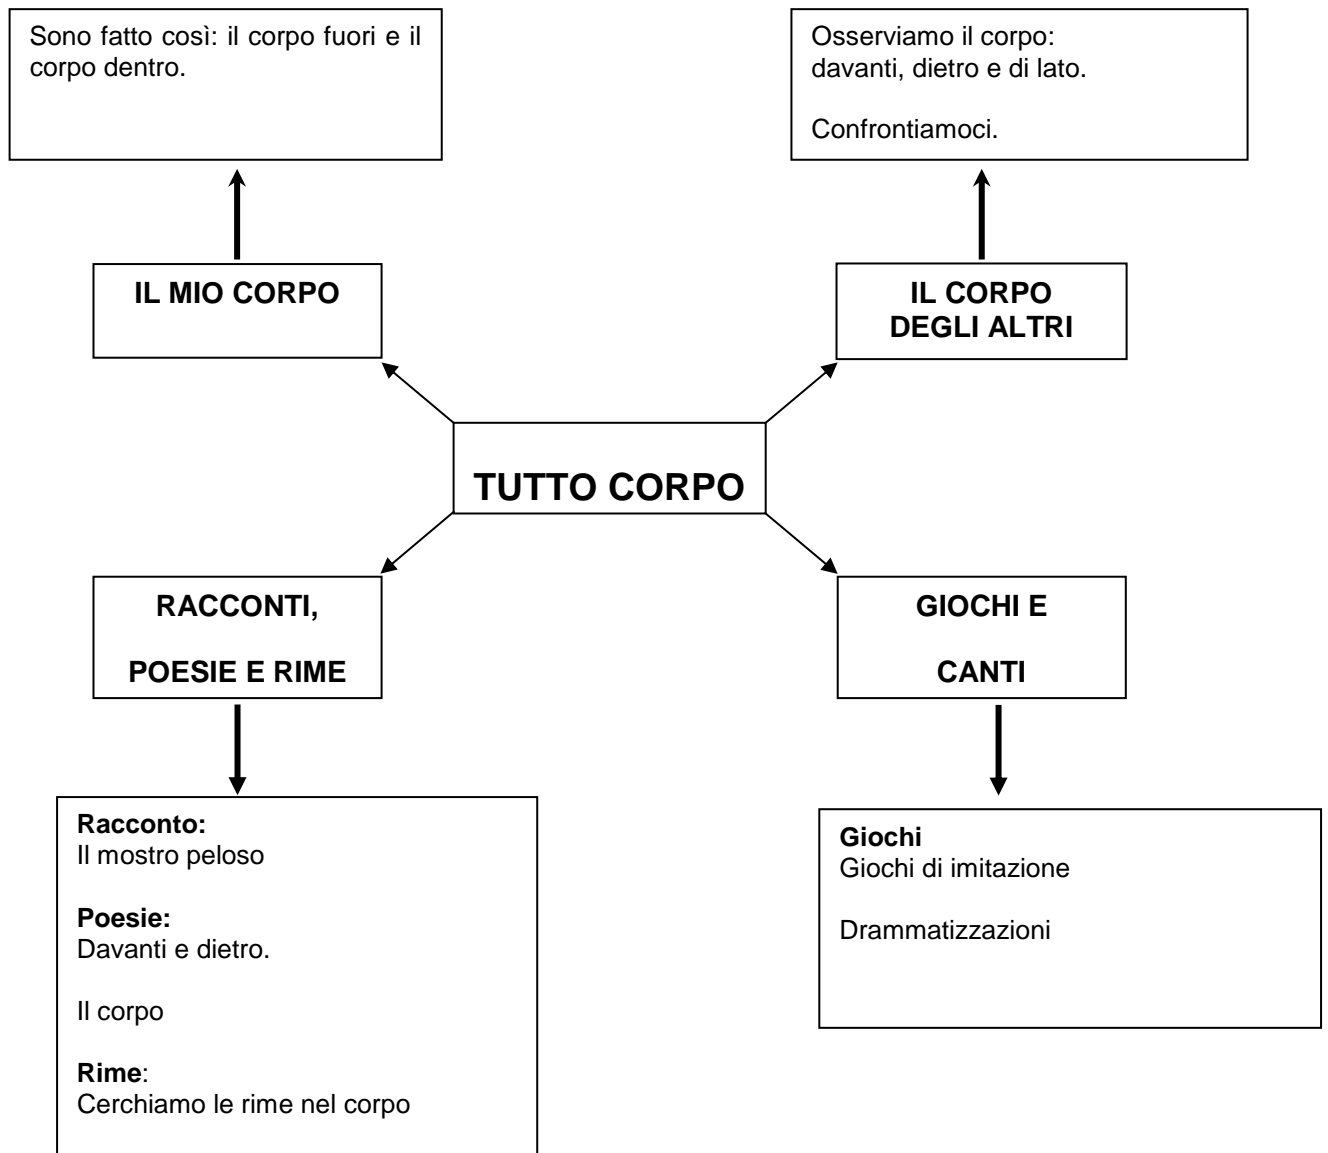 Sono fatto così: il corpo fuori e il
corpo dentro.
Osserviamo il corpo:
davanti, dietro e di lato.
Confrontiamoci.
IL MIO CORPO
IL CORPO
DEGLI ALTRI
TUTTO CORPO
RACCONTI,
POESIE E RIME
GIOCHI E
CANTI
Racconto:
Il mostro peloso
Poesie:
Davanti e dietro.
Il corpo
Rime:
Cerchiamo le rime nel corpo
Giochi
Giochi di imitazione
Drammatizzazioni